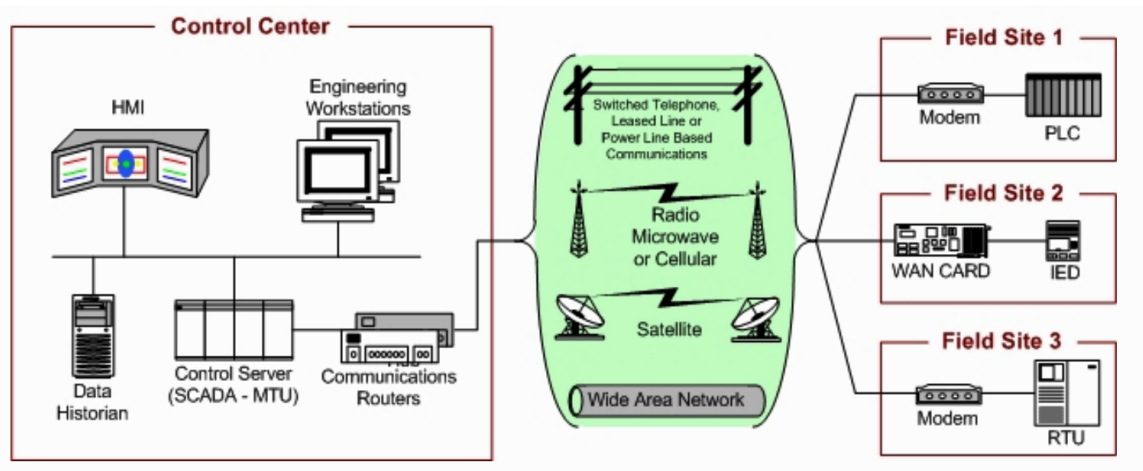 Control Center
HMI
Engineering
Workstations
Data
Historian
Control Server
(SCADA - MTU)
Communications
Routers
Switched Telephone,
Leased Line or
Power Line Based
Communications
Radio
Microwave
or Cellular
Satellite
Wide Area Network
Field Site 1
Modem
PLC
Field Site 2
WAN CARD
IED
Field Site 3
Modem
RTU